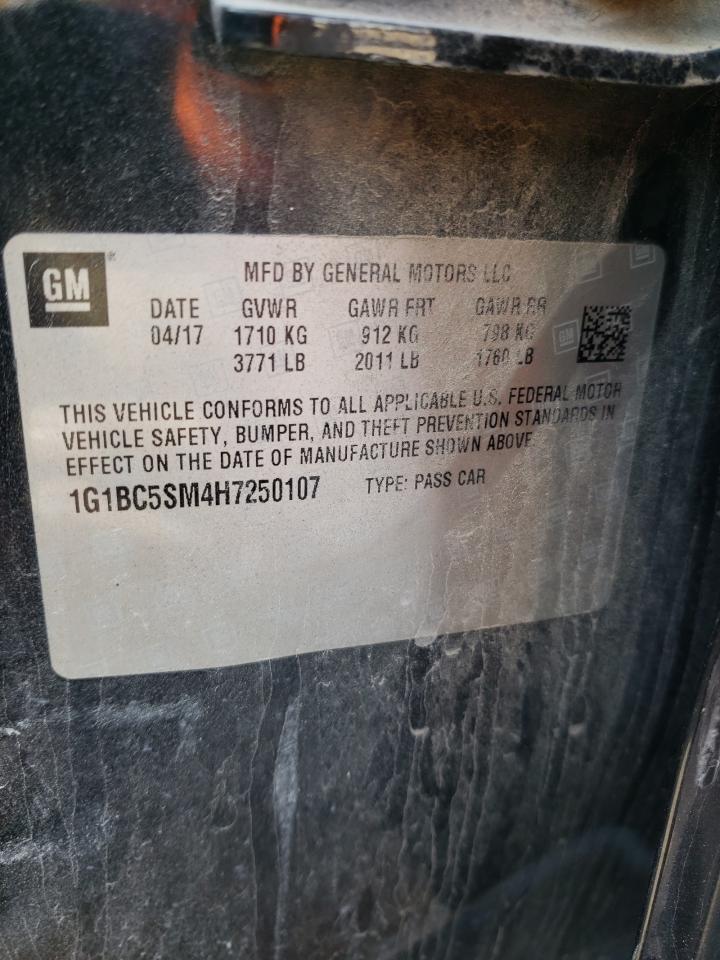 GM
MFD BY GENERAL MOTORS LLC
DATE GVWR GAWR FRT GAWR RR
04/17 1710 KG 912 KG 798 KG
3771 LB 2011 LB 1760 LB
THIS VEHICLE CONFORMS TO ALL APPLICABLE U.S. FEDERAL MOTOR
VEHICLE SAFETY, BUMPER, AND THEFT PREVENTION STANDARDS IN
EFFECT ON THE DATE OF MANUFACTURE SHOWN ABOVE.
1G1BC5SM4H7250107 TYPE: PASS CAR